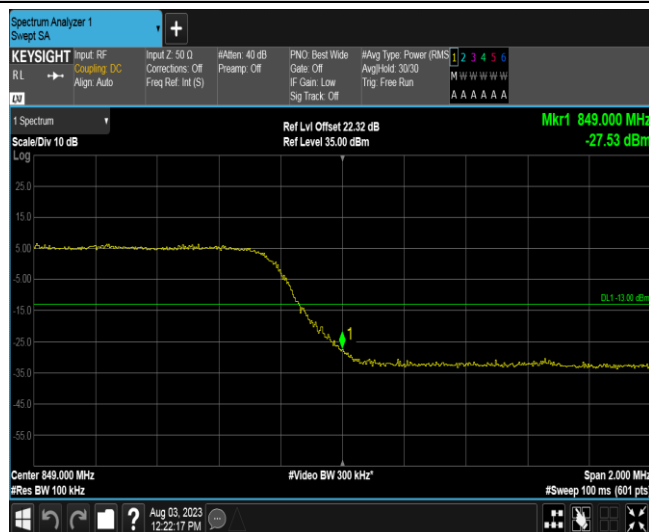 Spectrum Analyzer 1
Swept SA
+
KEYSIGHT
RL
LXI
Input: RF
Coupling: DC
Align: Auto
Input Z: 50 Ω
Corrections: Off
Freq Ref: Int (S)
#Atten: 40 dB
Preamp: Off
PNO: Best Wide
Gate: Off
IF Gain: Low
Sig Track: Off
#Avg Type: Power (RMS
Avg|Hold: 30/30
Trig: Free Run
1 2 3 4 5 6
M W W W W W
A A A A A A
1 Spectrum
Scale/Div 10 dB
Log
Ref Lvl Offset 22.32 dB
Ref Level 35.00 dBm
Mkr1 849.000 MHz
-27.53 dBm
25.0
15.0
5.00
-5.00
DL1 -13.00 dBm
-15.0
1
-25.0
-35.0
-45.0
-55.0
Center 849.000 MHz
#Video BW 300 kHz*
Span 2.000 MHz
#Res BW 100 kHz
#Sweep 100 ms (601 pts)
?
Aug 03, 2023
12:22:17 PM